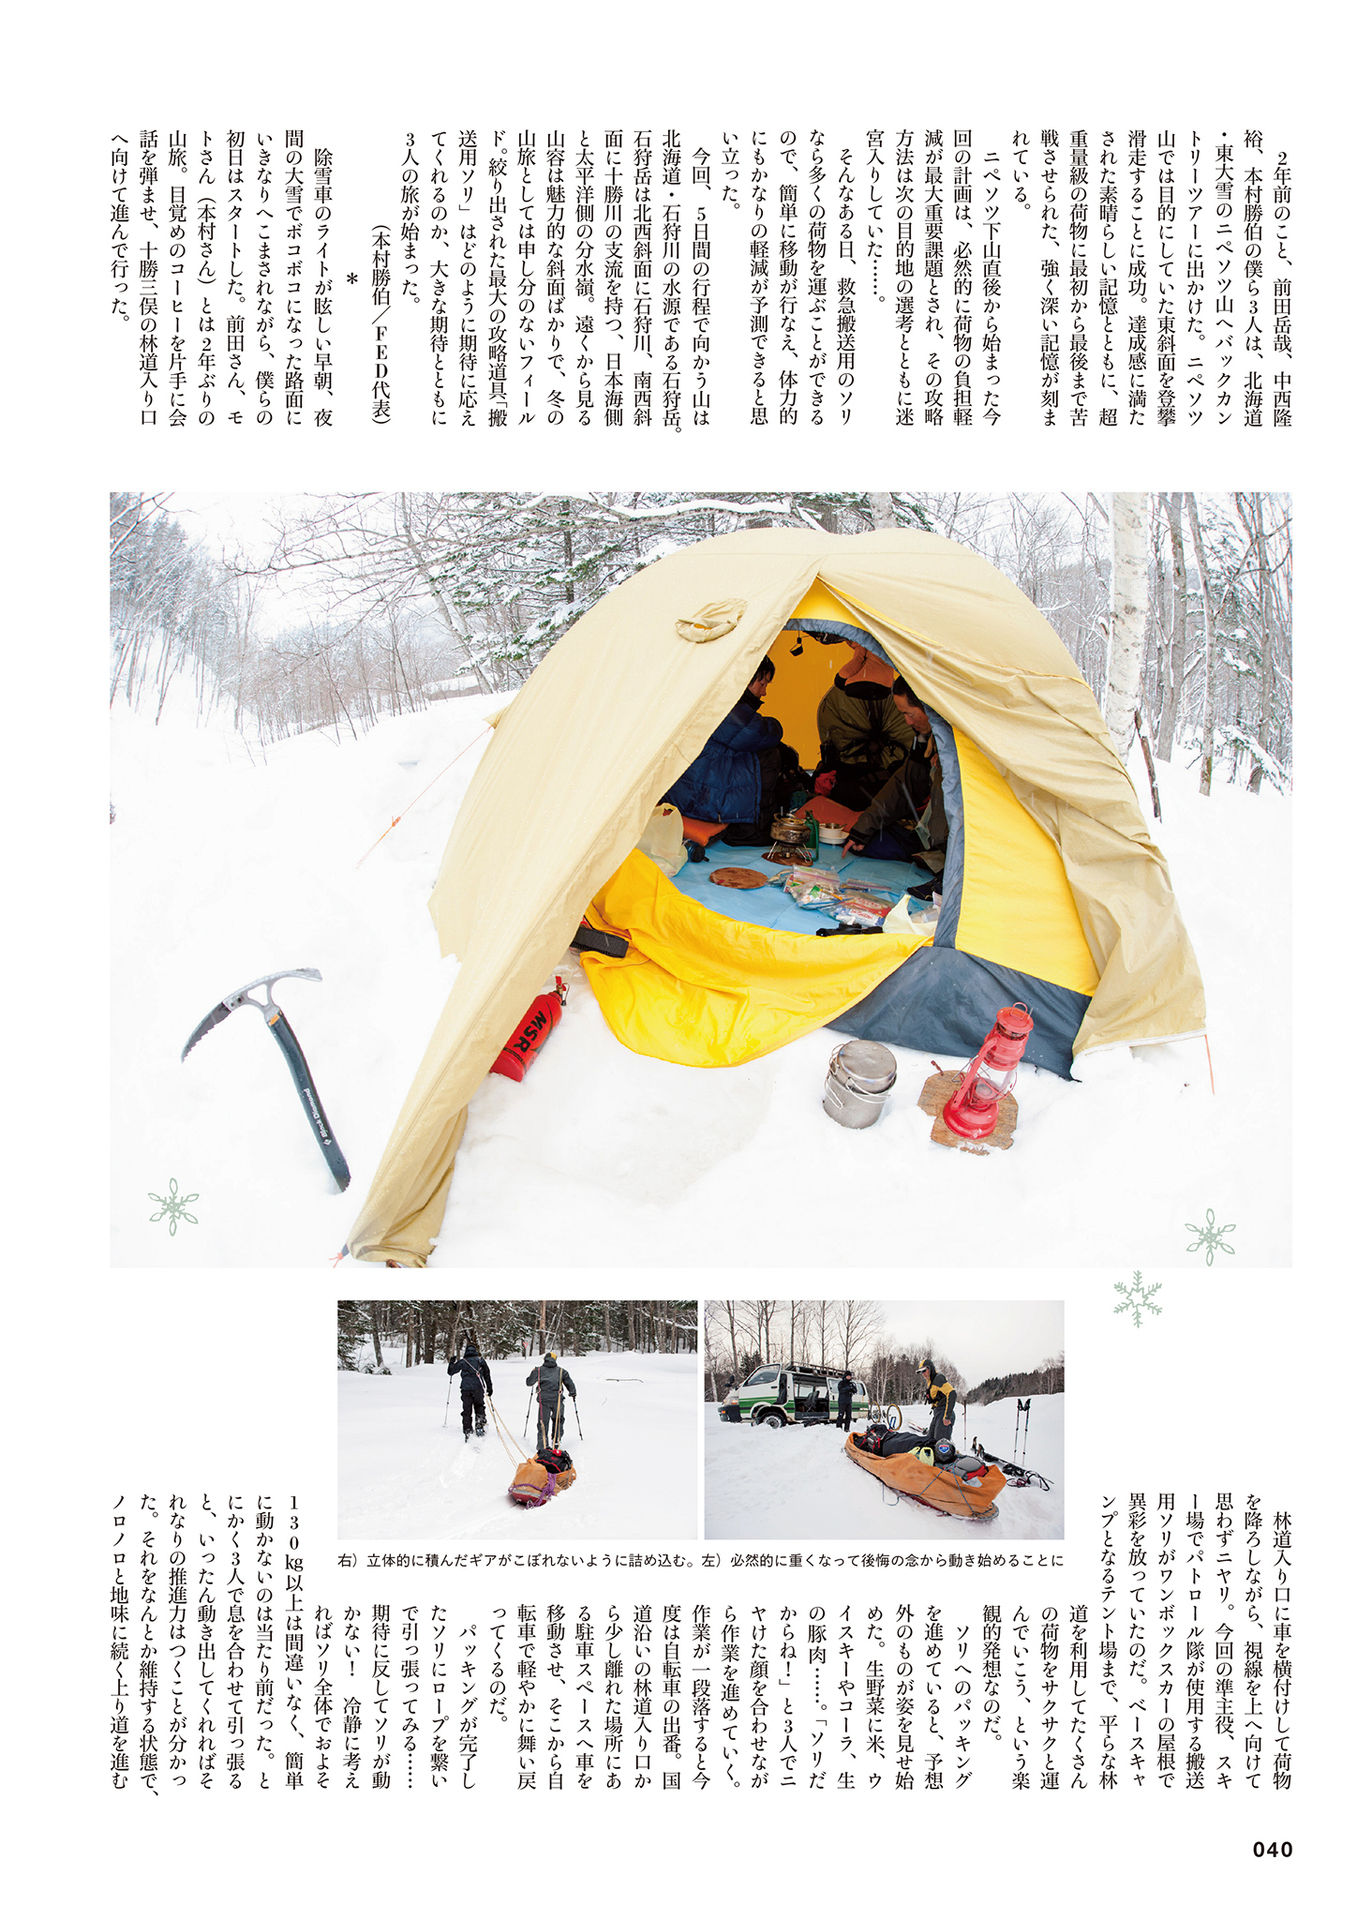 2年前のこと、前田岳哉、中西隆
裕、本村勝伯の僕ら3人は、北海道
・東大雪のニペソツ山へバックカン
トリーツアーに出かけた。ニペソツ
山では目的にしていた東斜面を登攀
滑走することに成功。達成感に満た
された素晴らしい記憶とともに、超
重量級の荷物に最初から最後まで苦
戦させられた、強く深い記憶が刻ま
れている。
ニペソツ下山直後から始まった今
回の計画は、必然的に荷物の負担軽
減が最大重要課題とされ、その攻略
方法は次の目的地の選考とともに迷
宮入りしていた……。
そんなある日、救急搬送用のソリ
なら多くの荷物を運ぶことができる
ので、簡単に移動が行なえ、体力的
にもかなりの軽減が予測できると思
い立った。
今回、5日間の行程で向かう山は
北海道・石狩川の水源である石狩岳。
石狩岳は北西斜面に石狩川、南西斜
面に十勝川の支流を持つ、日本海側
と太平洋側の分水嶺。遠くから見る
山容は魅力的な斜面ばかりで、冬の
山旅としては申し分のないフィール
ド。絞り出された最大の攻略道具「搬
送用ソリ」はどのように期待に応え
てくれるのか、大きな期待とともに
3人の旅が始まった。
（本村勝伯／FED代表）
＊
除雪車のライトが眩しい早朝、夜
間の大雪でボコボコになった路面に
いきなりへこまされながら、僕らの
初日はスタートした。前田さん、モ
トさん（本村さん）とは2年ぶりの
山旅。目覚めのコーヒーを片手に会
話を弾ませ、十勝三俣の林道入り口
へ向けて進んで行った。
MSR
Black Diamond
右）立体的に積んだギアがこぼれないように詰め込む。左）必然的に重くなって後悔の念から動き始めることに
林道入り口に車を横付けして荷物
を降ろしながら、視線を上へ向けて
思わずニヤリ。今回の準主役、スキ
ー場でパトロール隊が使用する搬送
用ソリがワンボックスカーの屋根で
異彩を放っていたのだ。ベースキャ
ンプとなるテント場まで、平らな林
道を利用してたくさん
の荷物をサクサクと運
んでいこう、という楽
観的発想なのだ。
ソリへのパッキング
を進めていると、予想
外のものが姿を見せ始
めた。生野菜に米、ウ
イスキーやコーラ、生
の豚肉……。「ソリだ
からね！」と3人でニ
ヤけた顔を合わせなが
ら作業を進めていく。
作業が一段落すると今
度は自転車の出番。国
道沿いの林道入り口か
ら少し離れた場所にあ
る駐車スペースへ車を
移動させ、そこから自
転車で軽やかに舞い戻
ってくるのだ。
パッキングが完了し
たソリにロープを繋い
で引っ張ってみる……
期待に反してソリが動
かない！　冷静に考え
ればソリ全体でおよそ
130㎏以上は間違いなく、簡単
に動かないのは当たり前だった。と
にかく3人で息を合わせて引っ張る
と、いったん動き出してくれればそ
れなりの推進力はつくことが分かっ
た。それをなんとか維持する状態で、
ノロノロと地味に続く上り道を進む
040